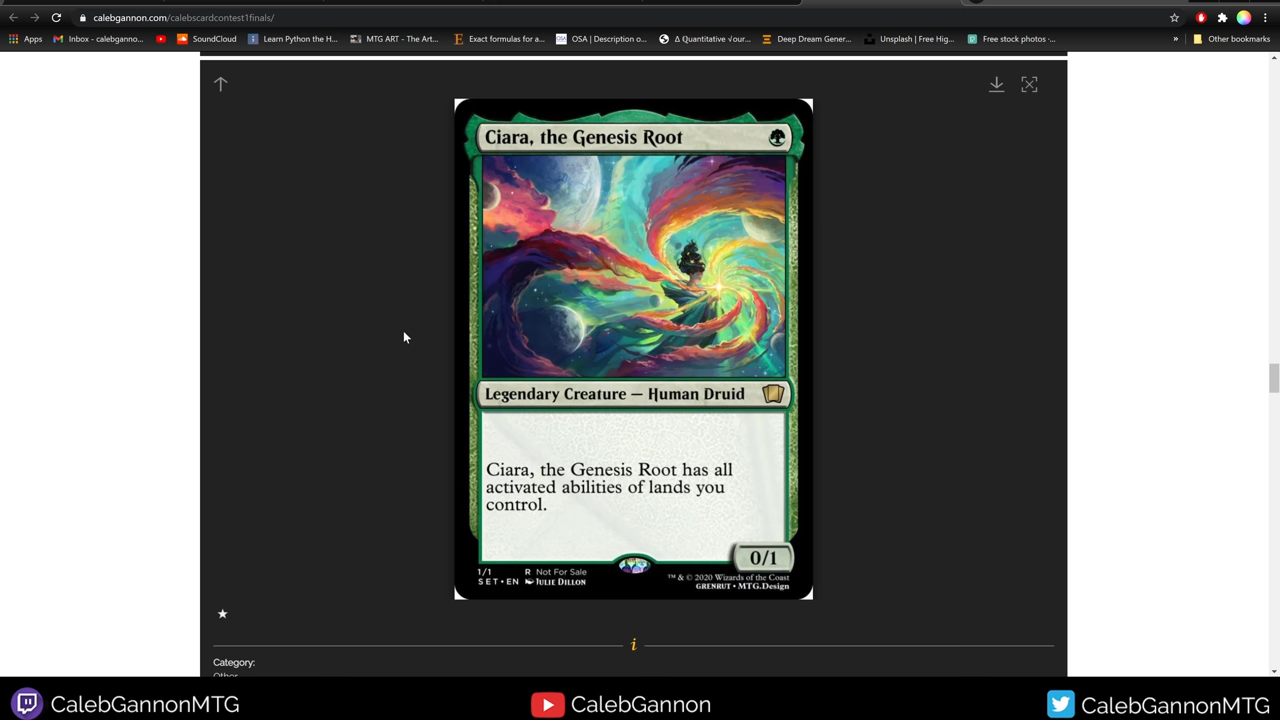 calebgannon.com/calebscardcontest1finals/
Apps
Inbox - calebganno...
SoundCloud
Learn Python the H...
MTG ART - The Art...
Exact formulas for a...
OSA | Description o...
Δ Quantitative √our...
Deep Dream Gener...
Unsplash | Free Hig...
Free stock photos ·...
»
Other bookmarks
Ciara, the Genesis Root
Legendary Creature — Human Druid
Ciara, the Genesis Root has all
activated abilities of lands you
control.
0/1
1/1 R Not For Sale
SET • EN JULIE DILLON
™ & © 2020 Wizards of the Coast
GRENRUT • MTG.Design
i
Category:
Other
CalebGannonMTG
CalebGannon
CalebGannonMTG